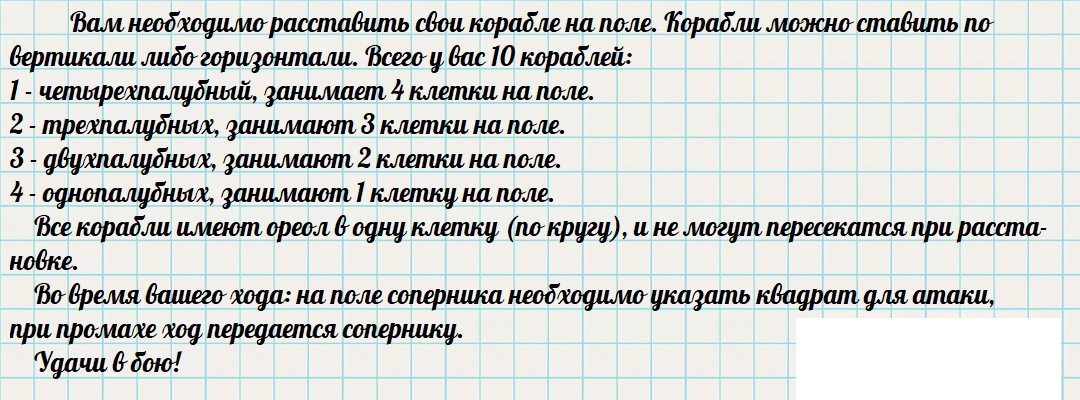 Вам необходимо расставить свои корабле на поле. Корабли можно ставить по
вертикали либо горизонтали. Всего у вас 10 кораблей:
1 - четырехпалубный, занимает 4 клетки на поле.
2 - трехпалубных, занимают 3 клетки на поле.
3 - двухпалубных, занимают 2 клетки на поле.
4 - однопалубных, занимают 1 клетку на поле.
Все корабли имеют ореол в одну клетку (по кругу), и не могут пересекатся при расста-
новке.
Во время вашего хода: на поле соперника необходимо указать квадрат для атаки,
при промахе ход передается сопернику.
Удачи в бою!